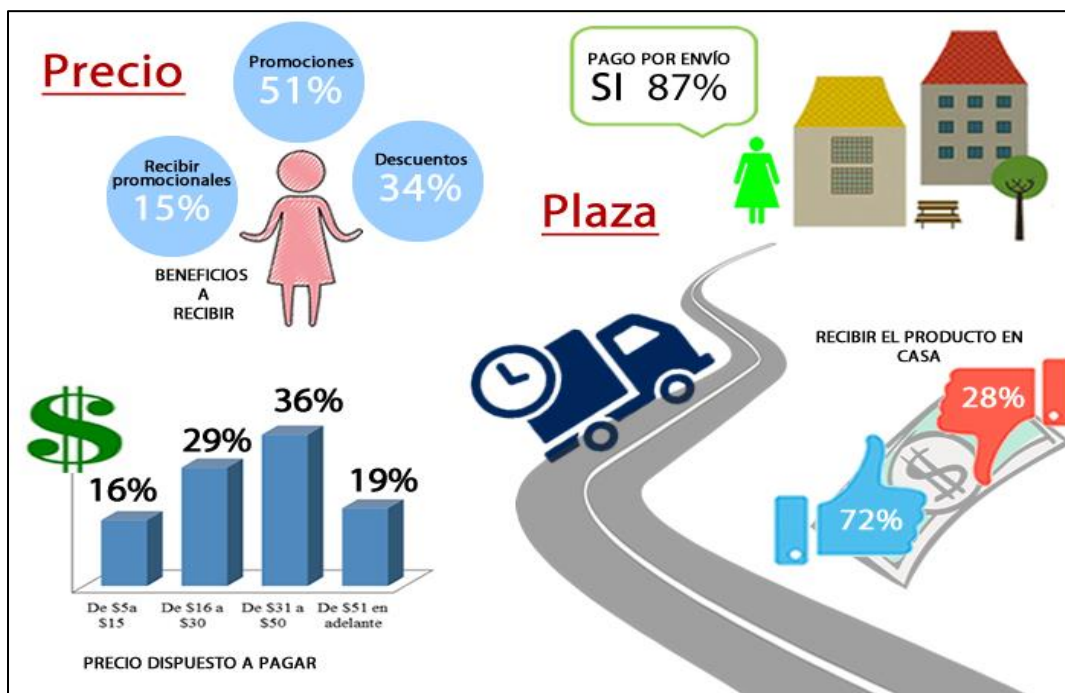 Precio
Promociones
51%
Recibir
promocionales
15%
Descuentos
34%
BENEFICIOS
A
RECIBIR
$
16%
29%
36%
19%
De $5a
$15
De $16 a
$30
De $31 a
$50
De $51 en
adelante
PRECIO DISPUESTO A PAGAR
PAGO POR ENVÍO
SI 87%
Plaza
RECIBIR EL PRODUCTO EN
CASA
28%
$
72%